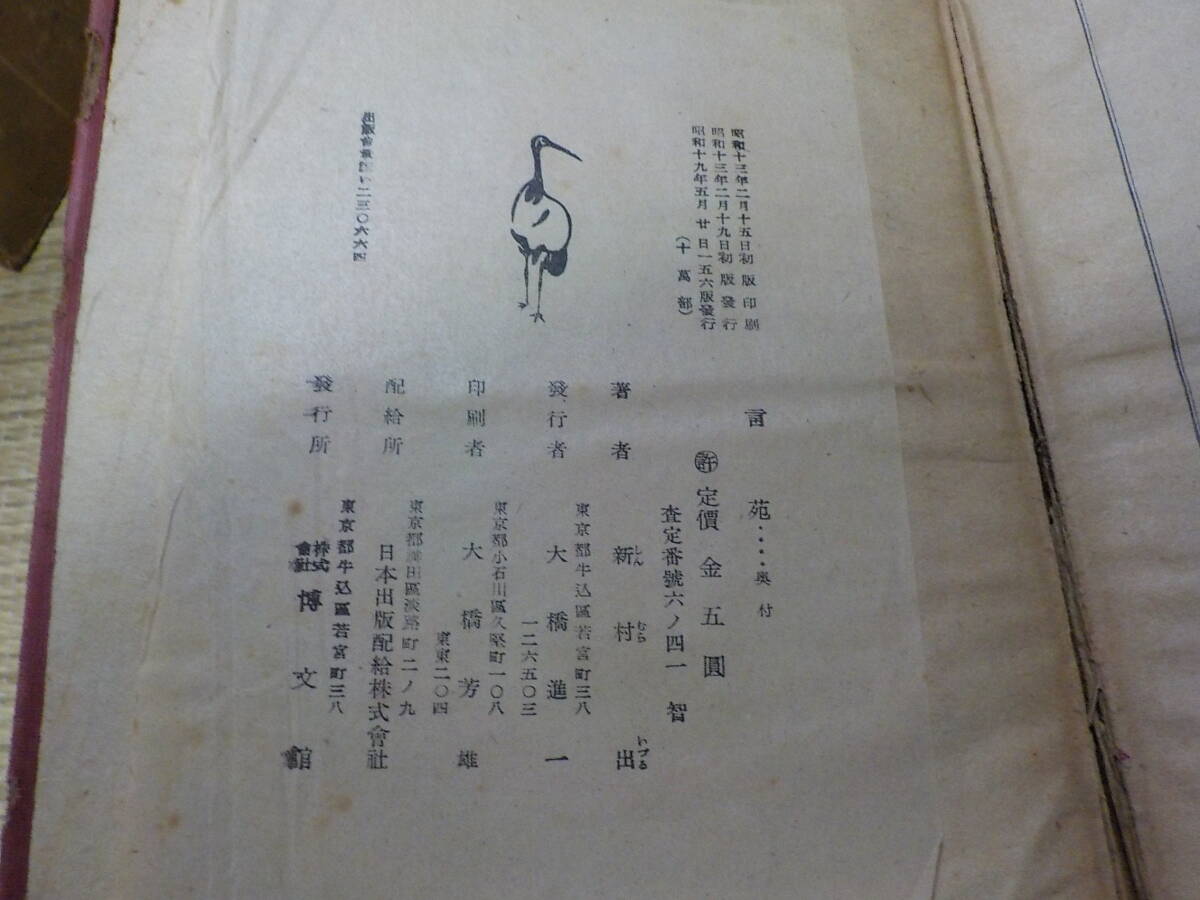 昭和十三年二月十五日初版印刷
昭和十三年二月十九日初版發行
昭和十九年五月廿日一五六版發行
(十萬部)
言苑‥‥奥付
㊕定價金五圓
査定番號六ノ四一智
著者 新村出
しんむらいづる
發行者 東京都牛込區若宮町三八
大橋進一
一二六五〇三
印刷者 東京都小石川區久堅町一〇八
大橋芳雄
東東二〇四
配給所 東京都神田區淡路町二ノ九
日本出版配給株式會社
發行所 東京都牛込區若宮町三八
株式會社 博文館
二三〇六六四